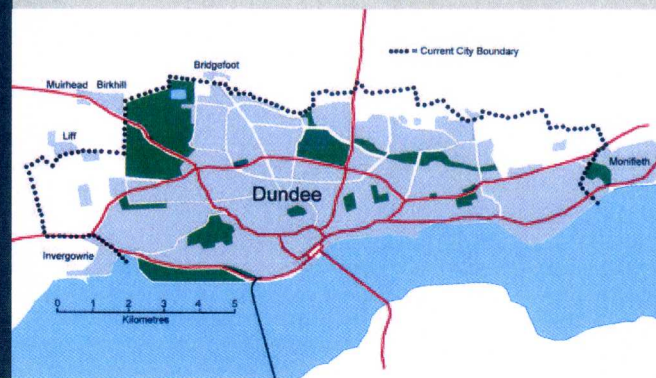 Bridgefoot
•••••• = Current City Boundary
Muirhead Birkhill
Liff
Monifieth
Dundee
Invergowrie
0 1 2 3 4 5
Kilometres